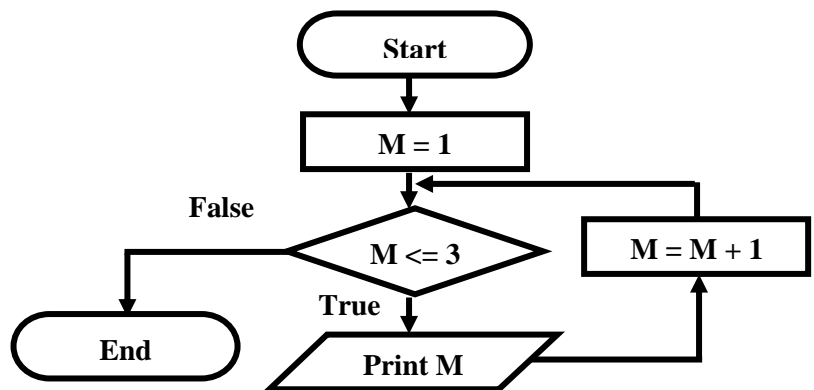 Start
M = 1
False
M <= 3
M = M + 1
True
End
Print M